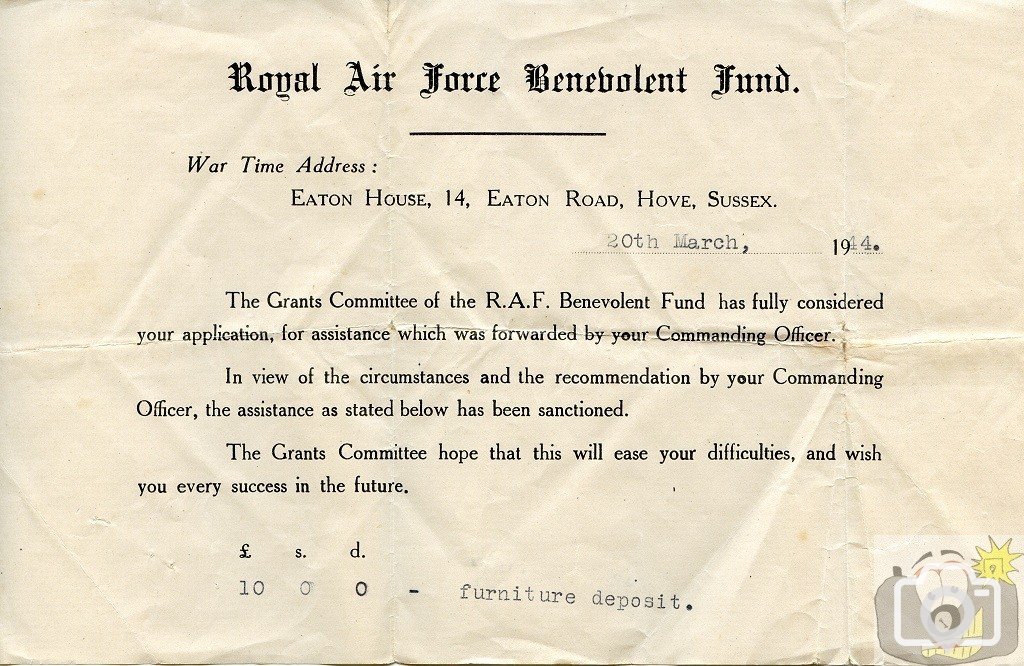 Royal Air Force Benevolent Fund.
War Time Address :
EATON HOUSE, 14, EATON ROAD, HOVE, SUSSEX.
20th March, 1944.
The Grants Committee of the R.A.F. Benevolent Fund has fully considered
your application, for assistance which was forwarded by your Commanding Officer.
In view of the circumstances and the recommendation by your Commanding
Officer, the assistance as stated below has been sanctioned.
The Grants Committee hope that this will ease your difficulties, and wish
you every success in the future.
£ s. d.
10 0 0 - furniture deposit.